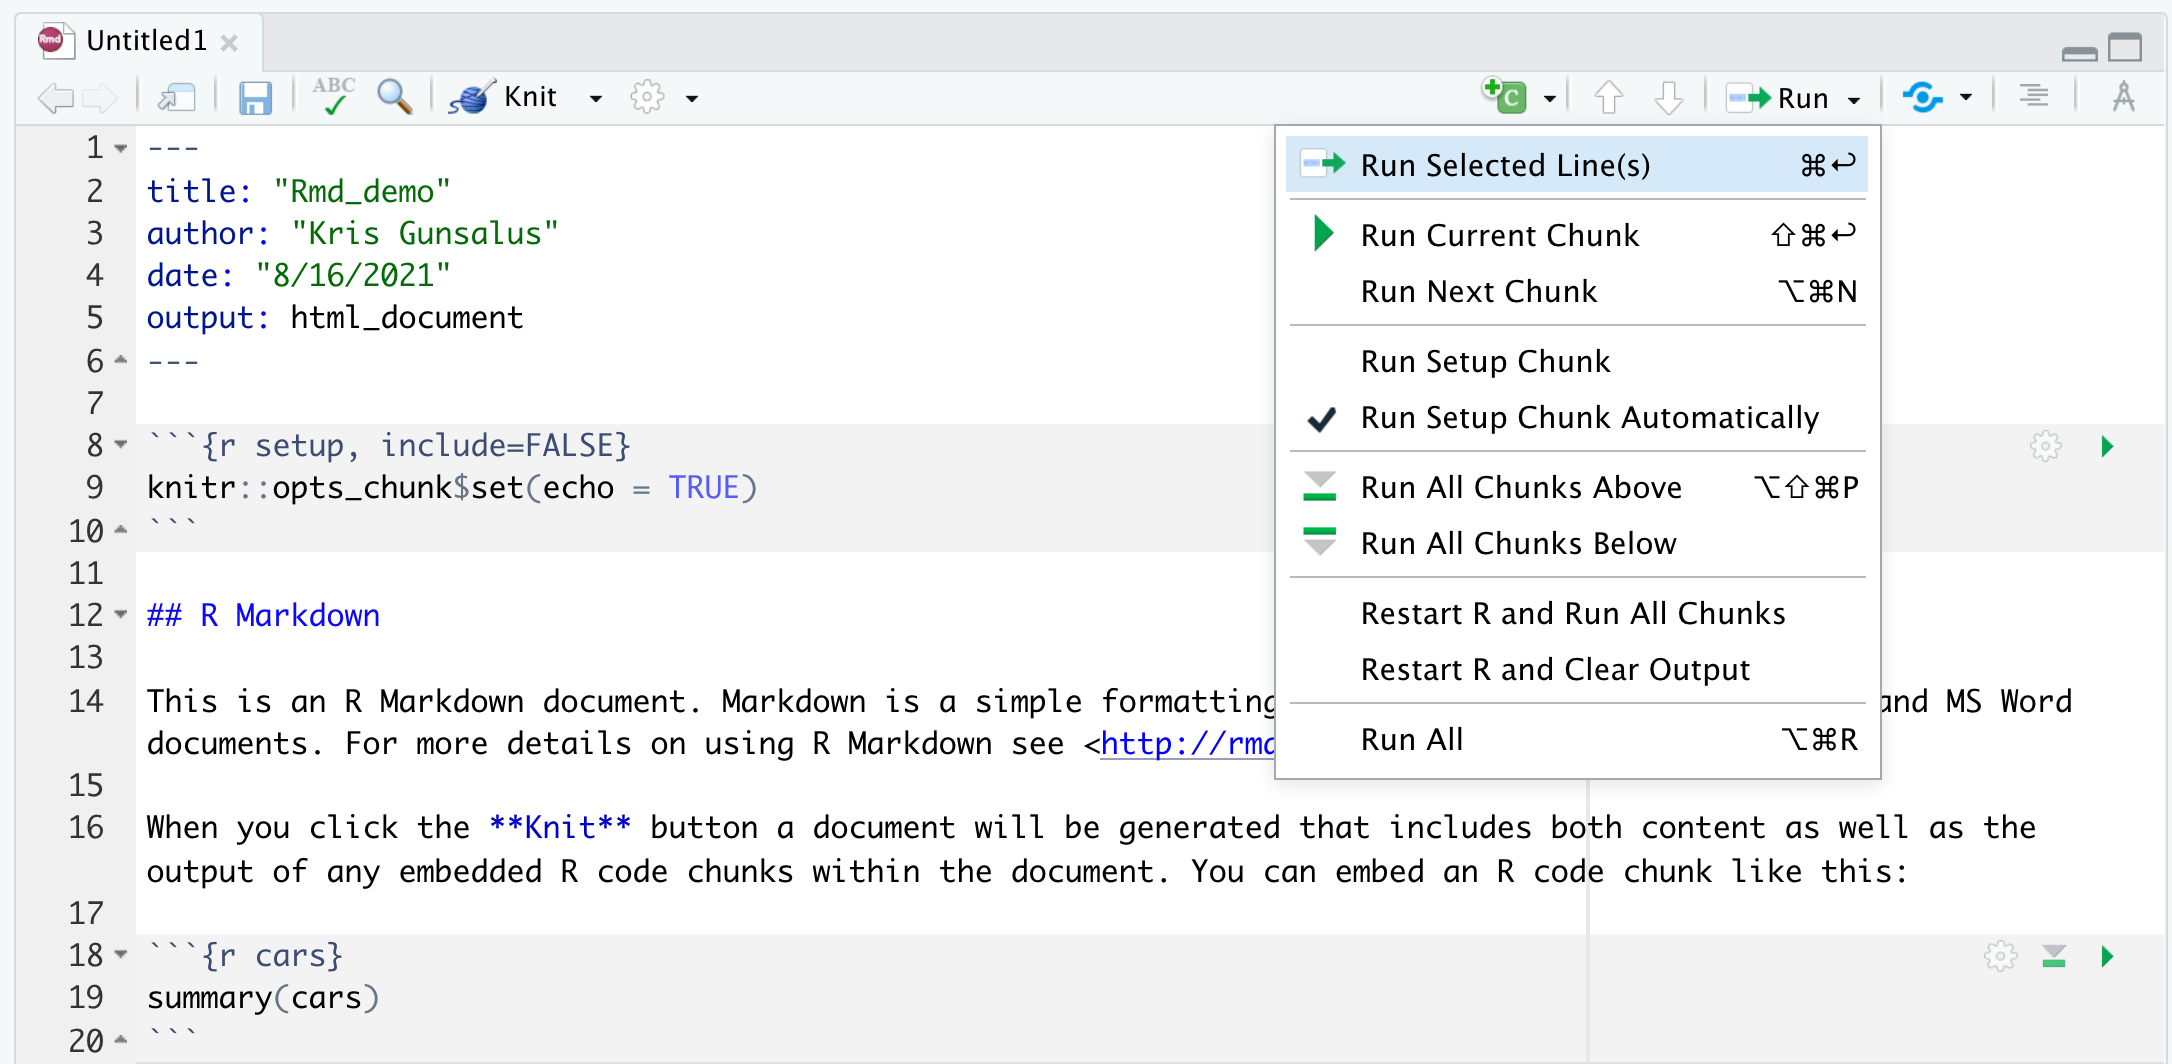 Rmd Untitled1
ABC Knit C Run
1 ---
2 title: "Rmd_demo"
3 author: "Kris Gunsalus"
4 date: "8/16/2021"
5 output: html_document
6 ---
7
8 ```{r setup, include=FALSE}
9 knitr::opts_chunk$set(echo = TRUE)
10 ```
11
12 ## R Markdown
13
14 This is an R Markdown document. Markdown is a simple formatting and MS Word
documents. For more details on using R Markdown see <http://rmd
15
16 When you click the **Knit** button a document will be generated that includes both content as well as the
output of any embedded R code chunks within the document. You can embed an R code chunk like this:
17
18 ```{r cars}
19 summary(cars)
20 ```
Run Selected Line(s) ⌘↩
Run Current Chunk ⇧⌘↩
Run Next Chunk ⌥⌘N
Run Setup Chunk
Run Setup Chunk Automatically
Run All Chunks Above ⌥⇧⌘P
Run All Chunks Below
Restart R and Run All Chunks
Restart R and Clear Output
Run All ⌥⌘R